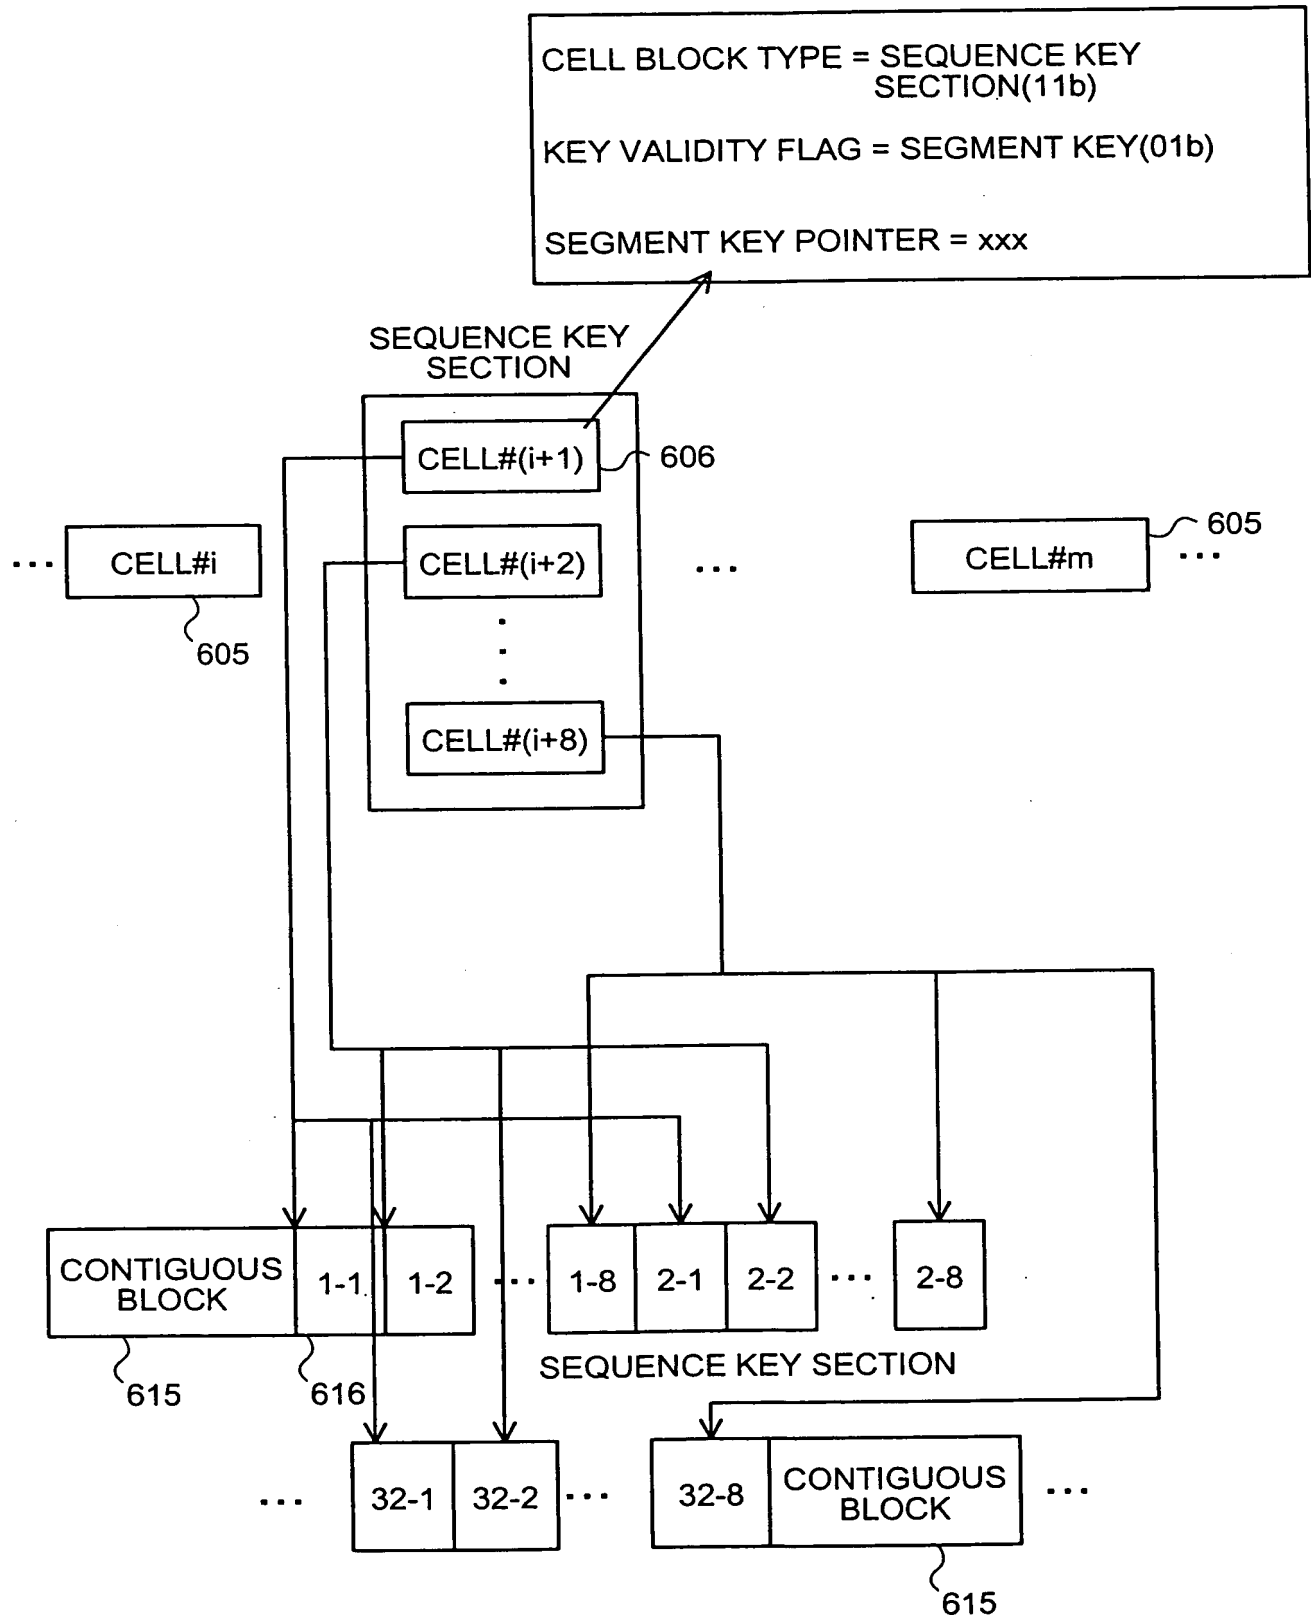 CELL BLOCK TYPE = SEQUENCE KEY
SECTION(11b)
KEY VALIDITY FLAG = SEGMENT KEY(01b)
SEGMENT KEY POINTER = xxx
SEQUENCE KEY
SECTION
CELL#(i+1)
606
... CELL#i
605
CELL#(i+2)
...
CELL#m
605
...
CELL#(i+8)
CONTIGUOUS
BLOCK
1-1
1-2
...
1-8
2-1
2-2
...
2-8
615
616
SEQUENCE KEY SECTION
...
32-1
32-2
...
32-8
CONTIGUOUS
BLOCK
...
615